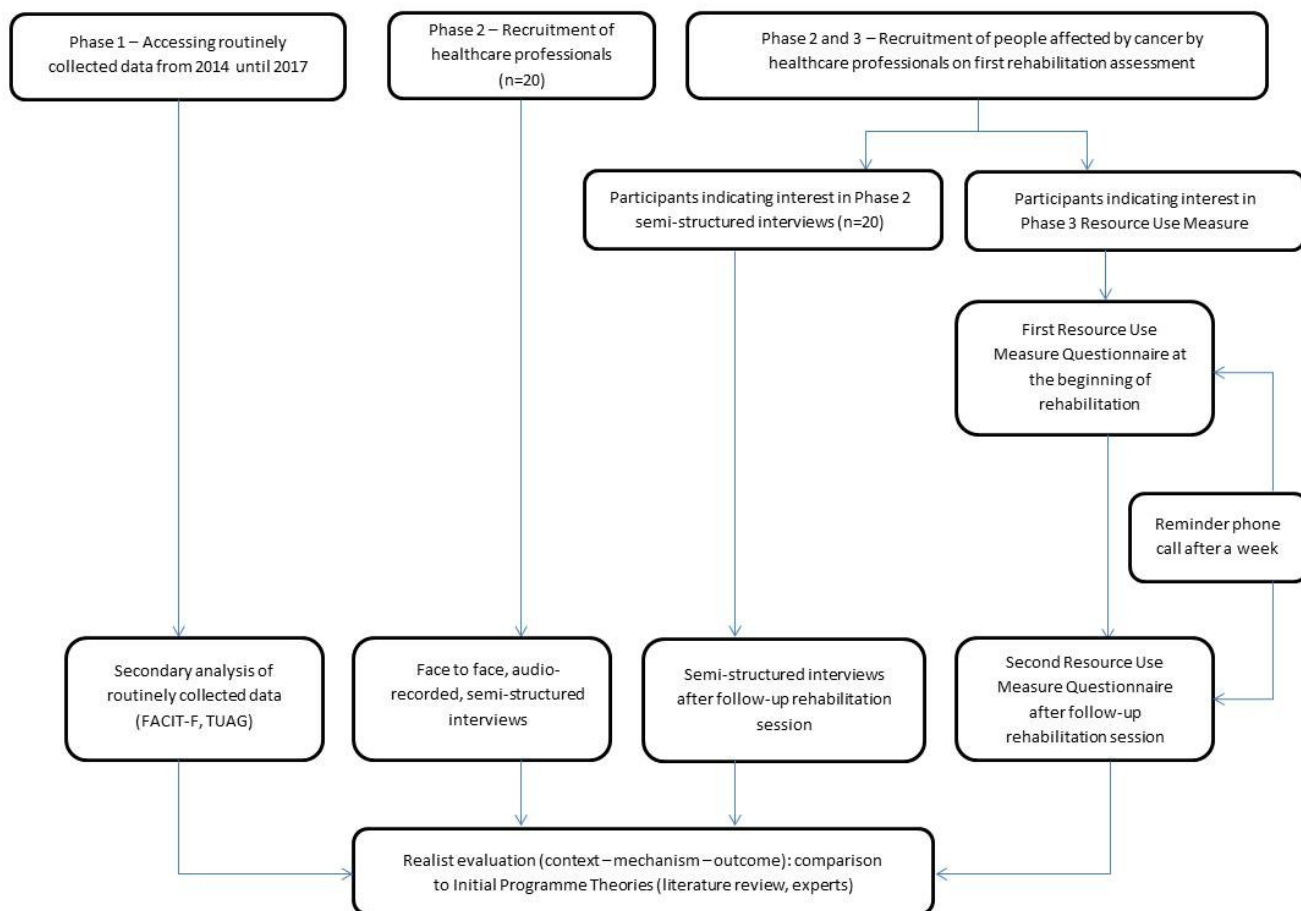 Phase 1 – Accessing routinely
collected data from 2014 until 2017
Phase 2 – Recruitment of
healthcare professionals
(n=20)
Phase 2 and 3 – Recruitment of people affected by cancer by
healthcare professionals on first rehabilitation assessment
Participants indicating interest in Phase 2
semi-structured interviews (n=20)
Participants indicating interest in
Phase 3 Resource Use Measure
First Resource Use
Measure Questionnaire at
the beginning of
rehabilitation
Reminder phone
call after a week
Secondary analysis of
routinely collected data
(FACIT-F, TUAG)
Face to face, audio-
recorded, semi-structured
interviews
Semi-structured interviews
after follow-up rehabilitation
session
Second Resource Use
Measure Questionnaire
after follow-up
rehabilitation session
Realist evaluation (context – mechanism – outcome): comparison
to Initial Programme Theories (literature review, experts)